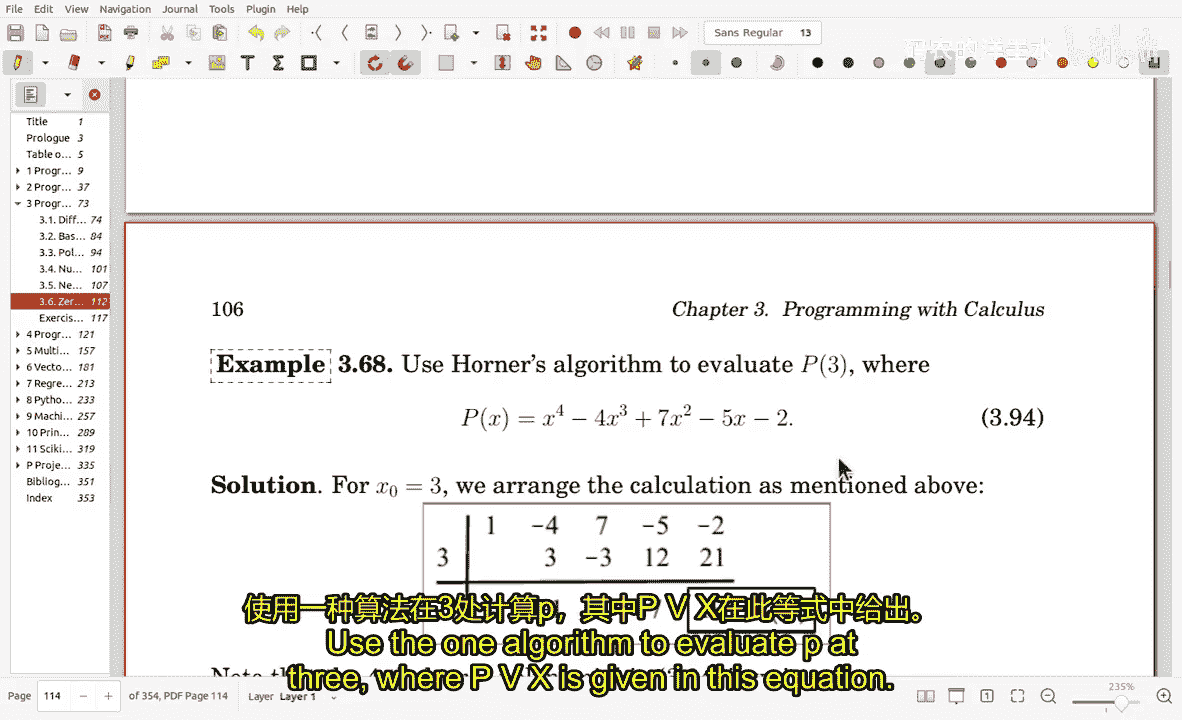 File Edit View Navigation Journal Tools Plugin Help
Sans Regular 13
Title 1
Prologue 3
Table o... 5
1 Progr... 9
2 Progr... 37
3 Progr... 73
3.1. Diff... 74
3.2. Bas... 84
3.3. Pol... 94
3.4. Nu... 101
3.5. Ne... 107
3.6. Zer... 112
Exercis... 117
4 Progr... 121
5 Multi... 157
6 Vecto... 181
7 Regre... 213
8 Pytho... 233
9 Machi... 257
10 Prin... 289
11 Sciki... 319
P Proje... 335
Bibliog... 351
Index 353
106 Chapter 3. Programming with Calculus
Example 3.68. Use Horner's algorithm to evaluate P(3), where
P(x) = x⁴ − 4x³ + 7x² − 5x − 2. (3.94)
Solution. For x₀ = 3, we arrange the calculation as mentioned above:
1 −4 7 −5 −2
3 3 −3 12 21
使用一种算法在3处计算p，其中P V X在此等式中给出。
Use the one algorithm to evaluate p at
three, where P V X is given in this equation.
Page 114 of 354, PDF Page 114 Layer Layer 1 235%